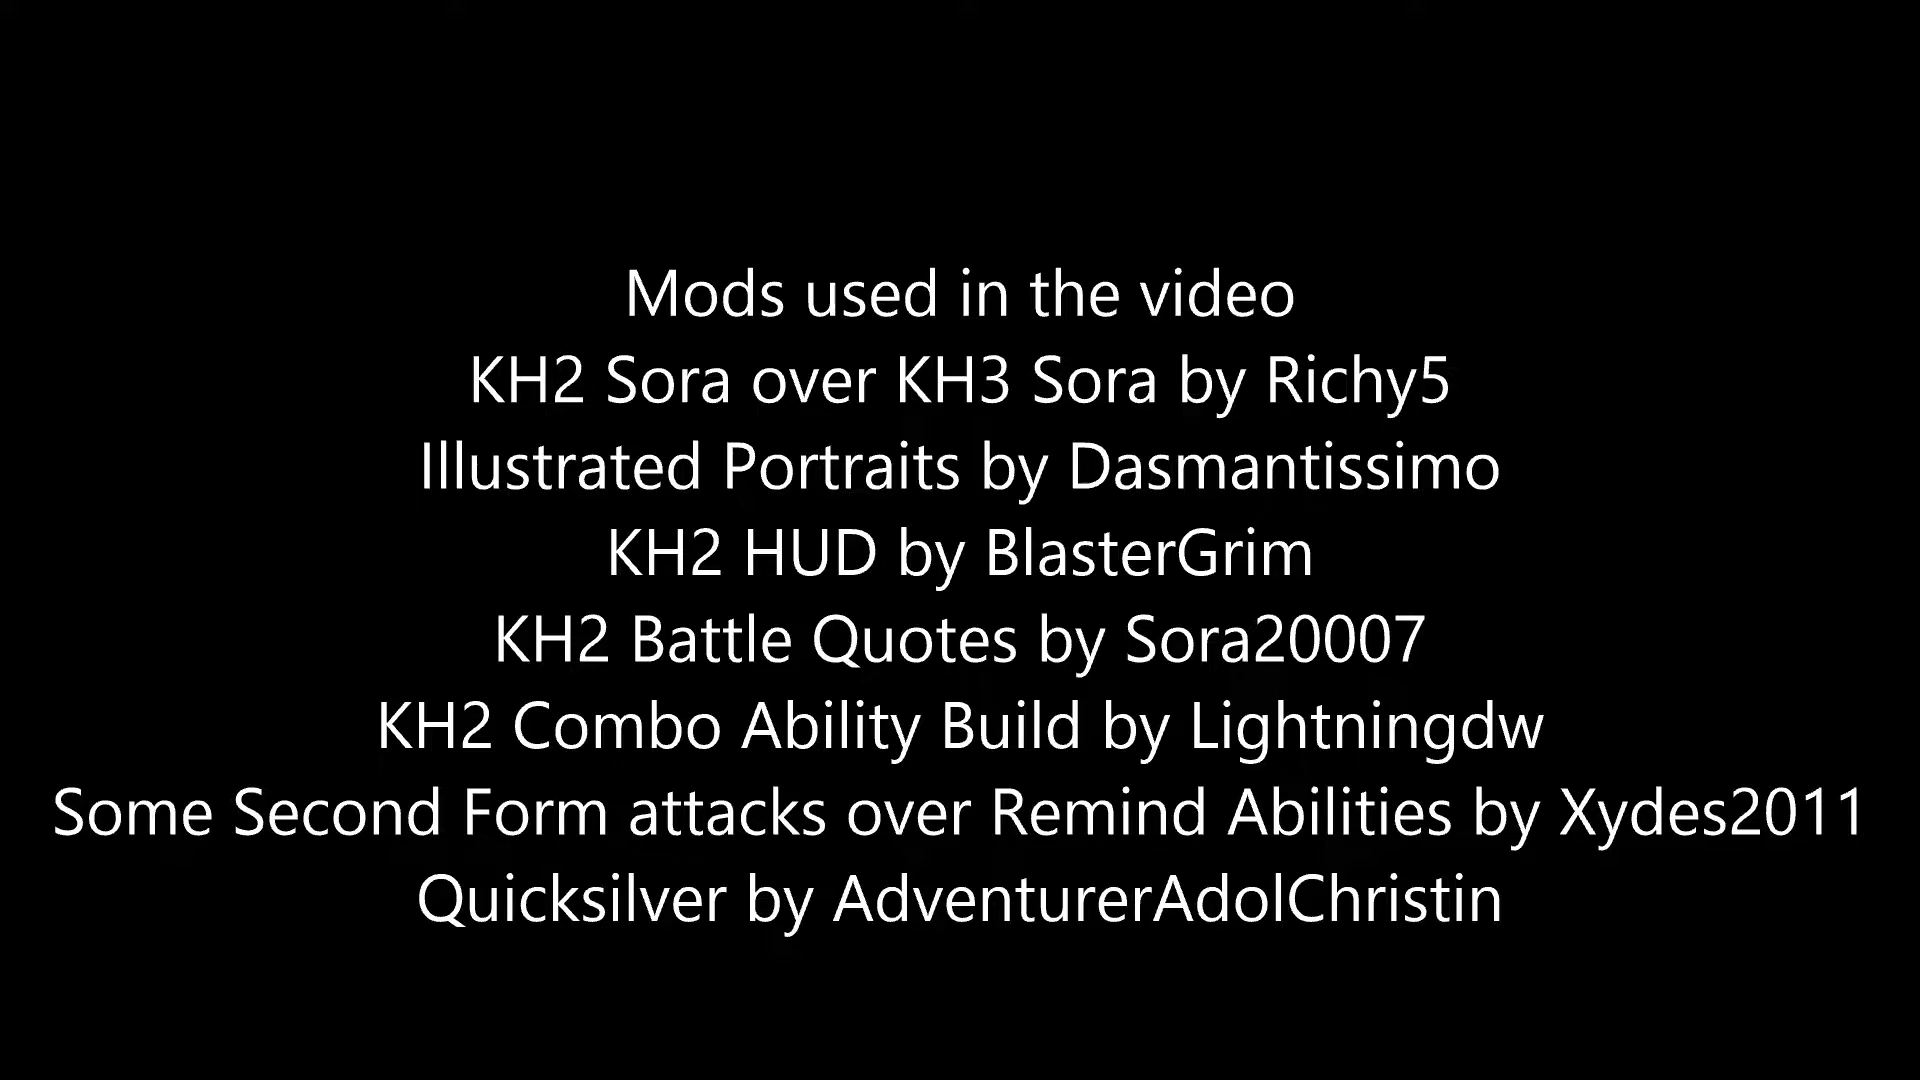 Mods used in the video
KH2 Sora over KH3 Sora by Richy5
Illustrated Portraits by Dasmantissimo
KH2 HUD by BlasterGrim
KH2 Battle Quotes by Sora20007
KH2 Combo Ability Build by Lightningdw
Some Second Form attacks over Remind Abilities by Xydes2011
Quicksilver by AdventurerAdolChristin